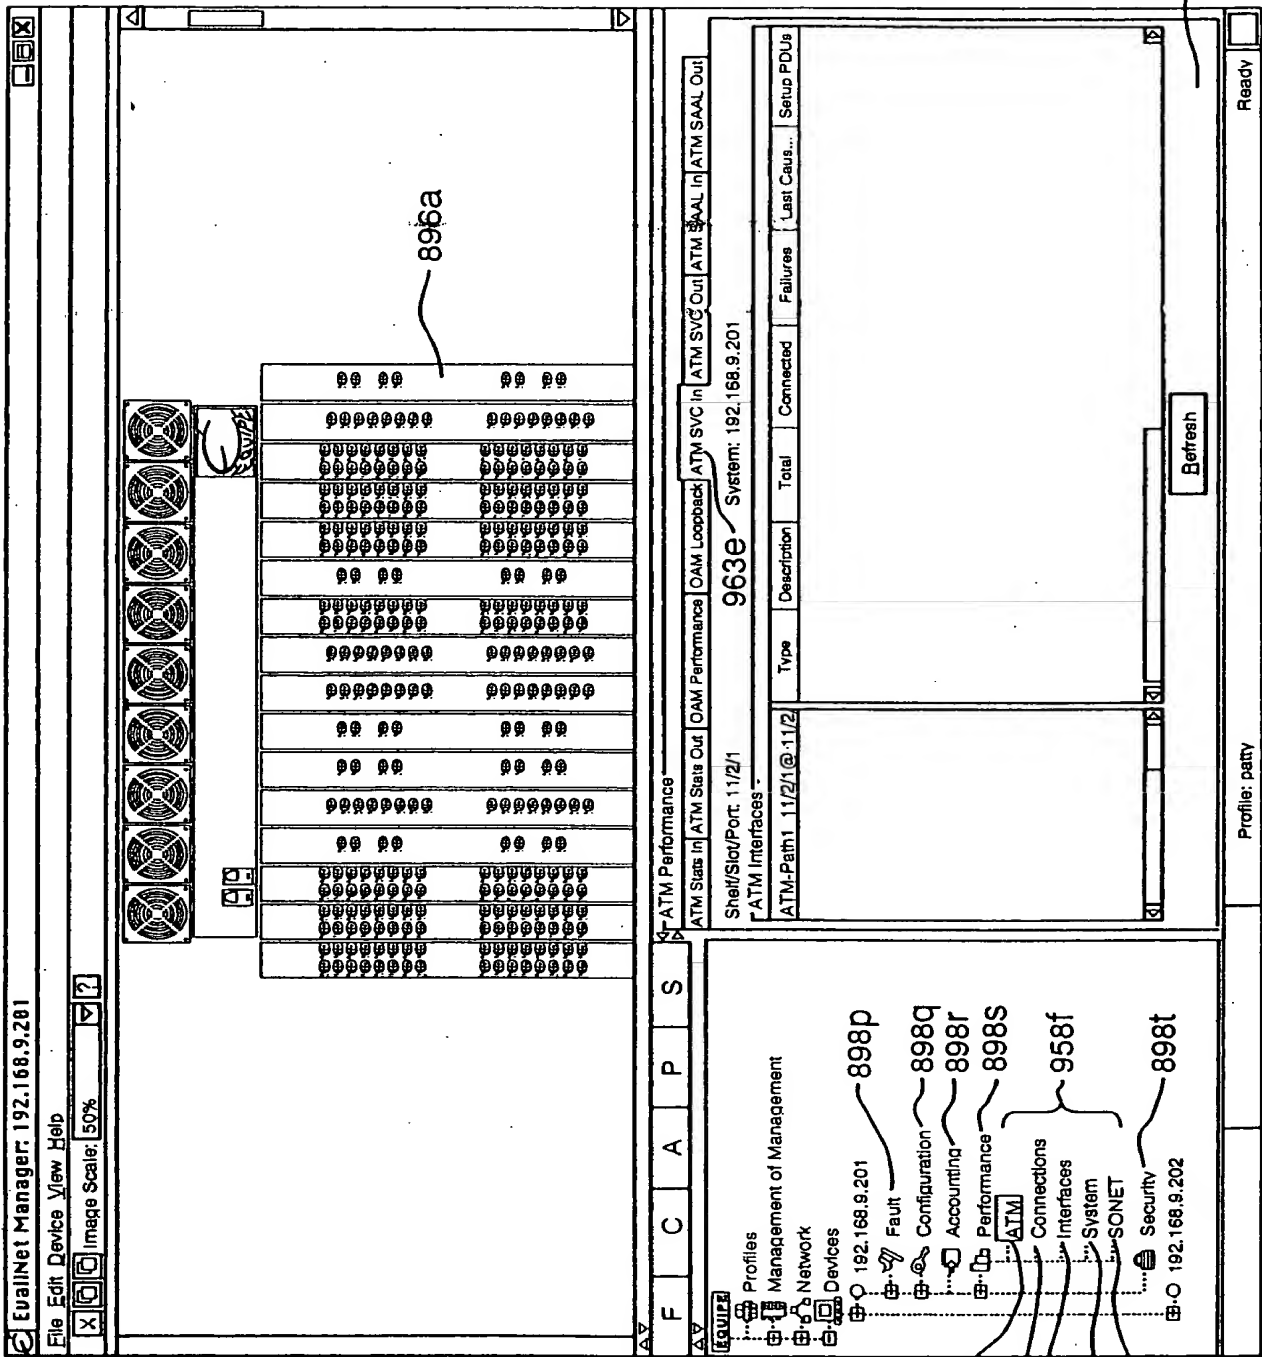 EuallNet Manager: 192.168.9.201
File Edit Device View Help
X Image Scale: 50% ?
EQUIPE
896a
F C A P S
EQUIPE
Profiles
Management of Management
Network
Devices
192.168.9.201
898p
Fault
Configuration
898q
Accounting
898r
Performance
898s
ATM
Connections
Interfaces
System
SONET
958f
Security
898t
192.168.9.202
ATM Performance
ATM Stats In ATM Stats Out OAM Performance OAM Loopback ATM SVC In ATM SVC Out ATM SAAL In ATM SAAL Out
Shelf/Slot/Port: 11/2/1 963e System: 192.168.9.201
ATM Interfaces
Type Description Total Connected Failures Last Caus... Setup PDUs
ATM-Path1 11/2/1@11/2
Refresh
Profile: patty
Ready